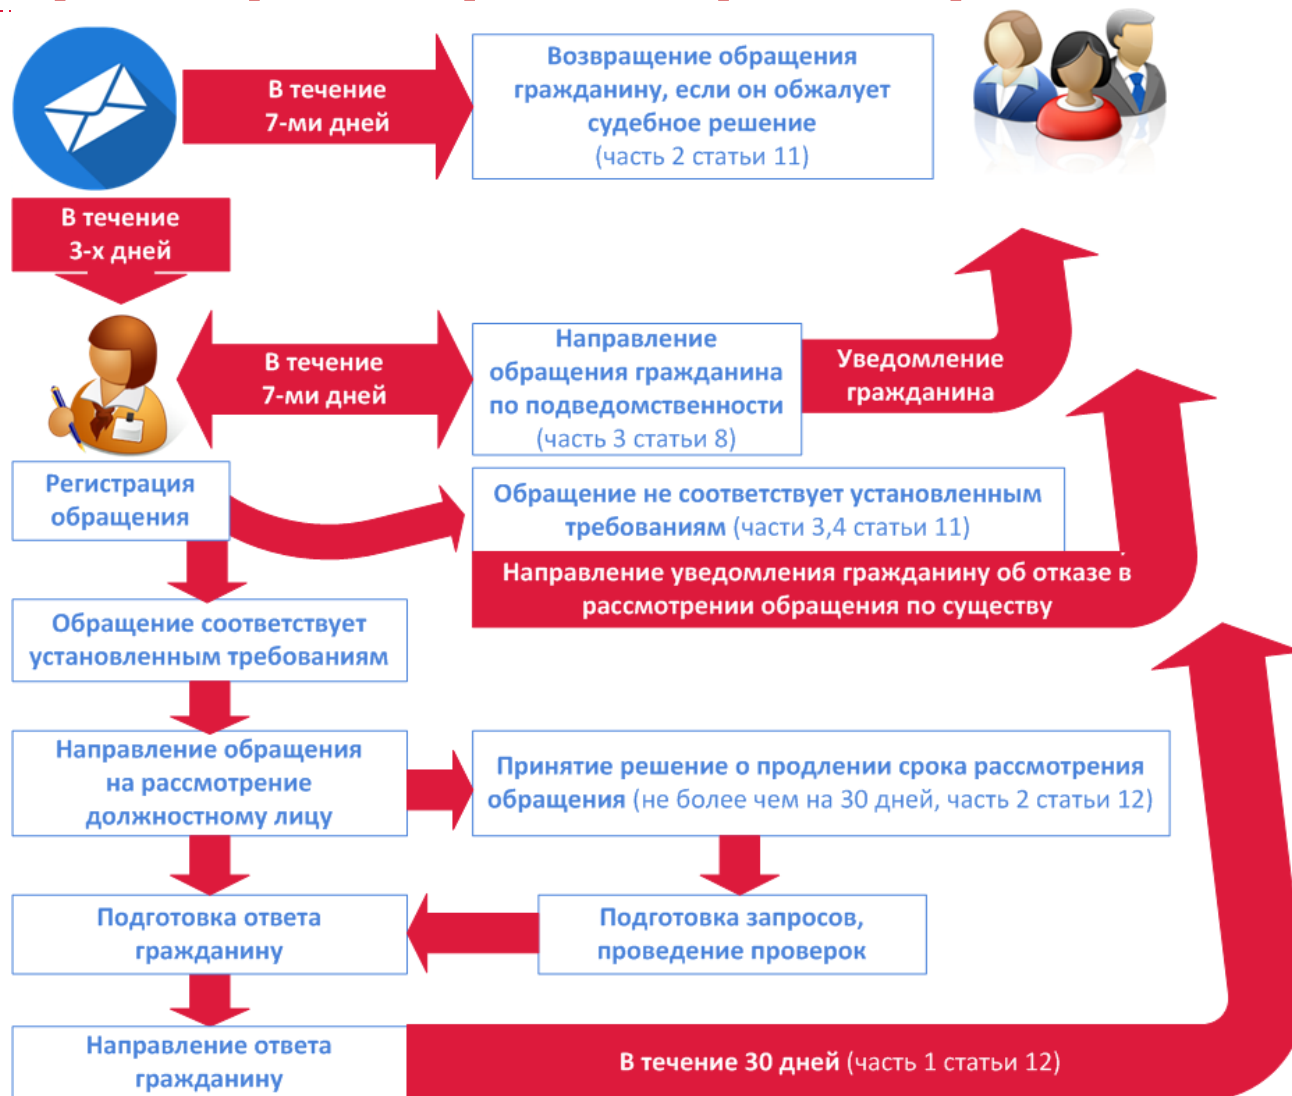 В течение
7-ми дней
Возвращение обращения
гражданину, если он обжалует
судебное решение
(часть 2 статьи 11)
В течение
3-х дней
В течение
7-ми дней
Направление
обращения гражданина
по подведомственности
(часть 3 статьи 8)
Уведомление
гражданина
Регистрация
обращения
Обращение не соответствует установленным
требованиям (части 3,4 статьи 11)
Направление уведомления гражданину об отказе в
рассмотрении обращения по существу
Обращение соответствует
установленным требованиям
Направление обращения
на рассмотрение
должностному лицу
Принятие решение о продлении срока рассмотрения
обращения (не более чем на 30 дней, часть 2 статьи 12)
Подготовка ответа
гражданину
Подготовка запросов,
проведение проверок
Направление ответа
гражданину
В течение 30 дней (часть 1 статьи 12)